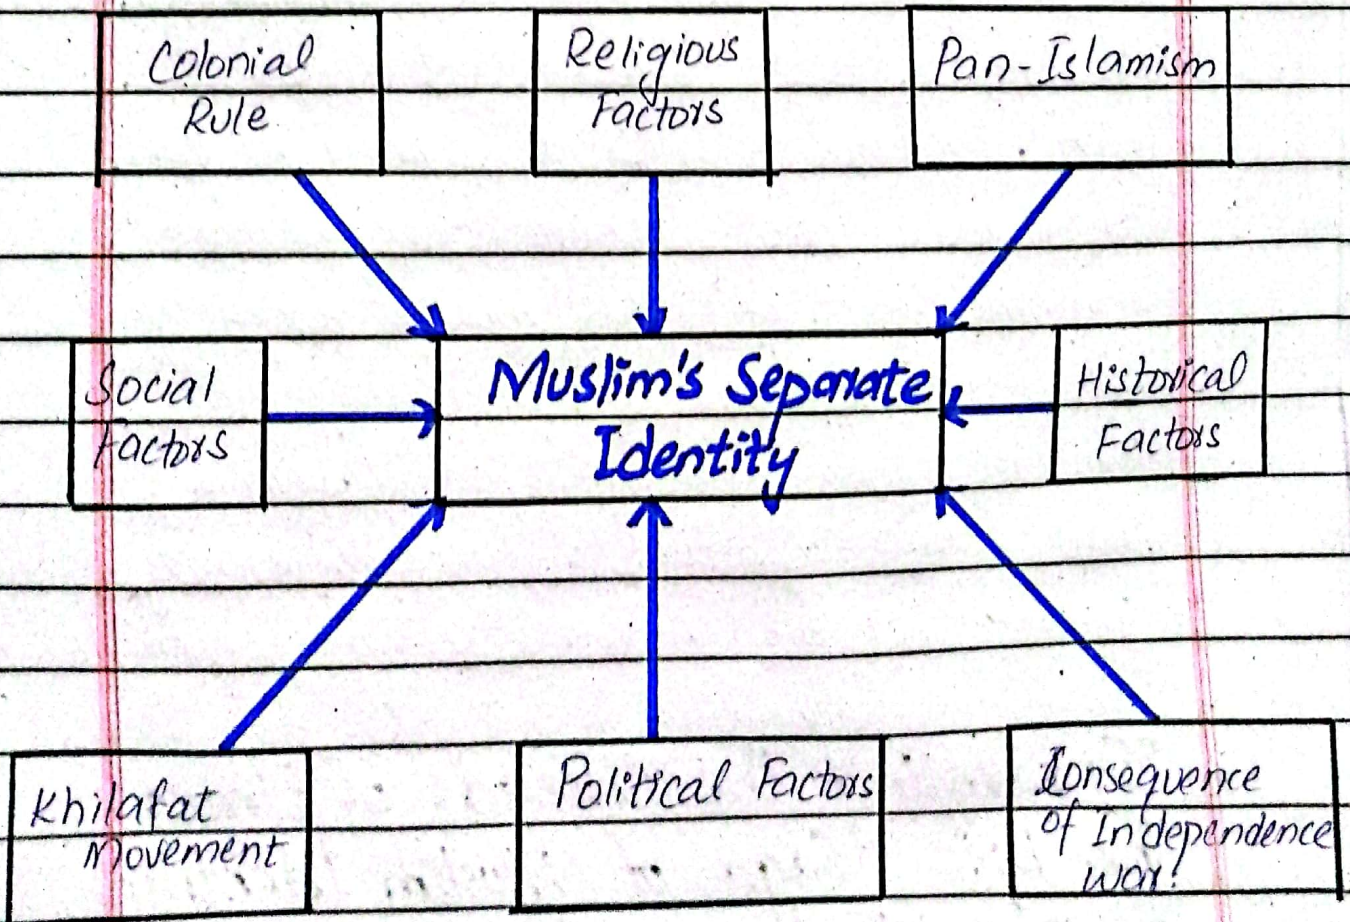 Colonial
Rule
Religious
Factors
Pan-Islamism
Social
Factors
Muslim's Separate
Identity
Historical
Factors
Khilafat
Movement
Political Factors
Consequence
of Independence
war.